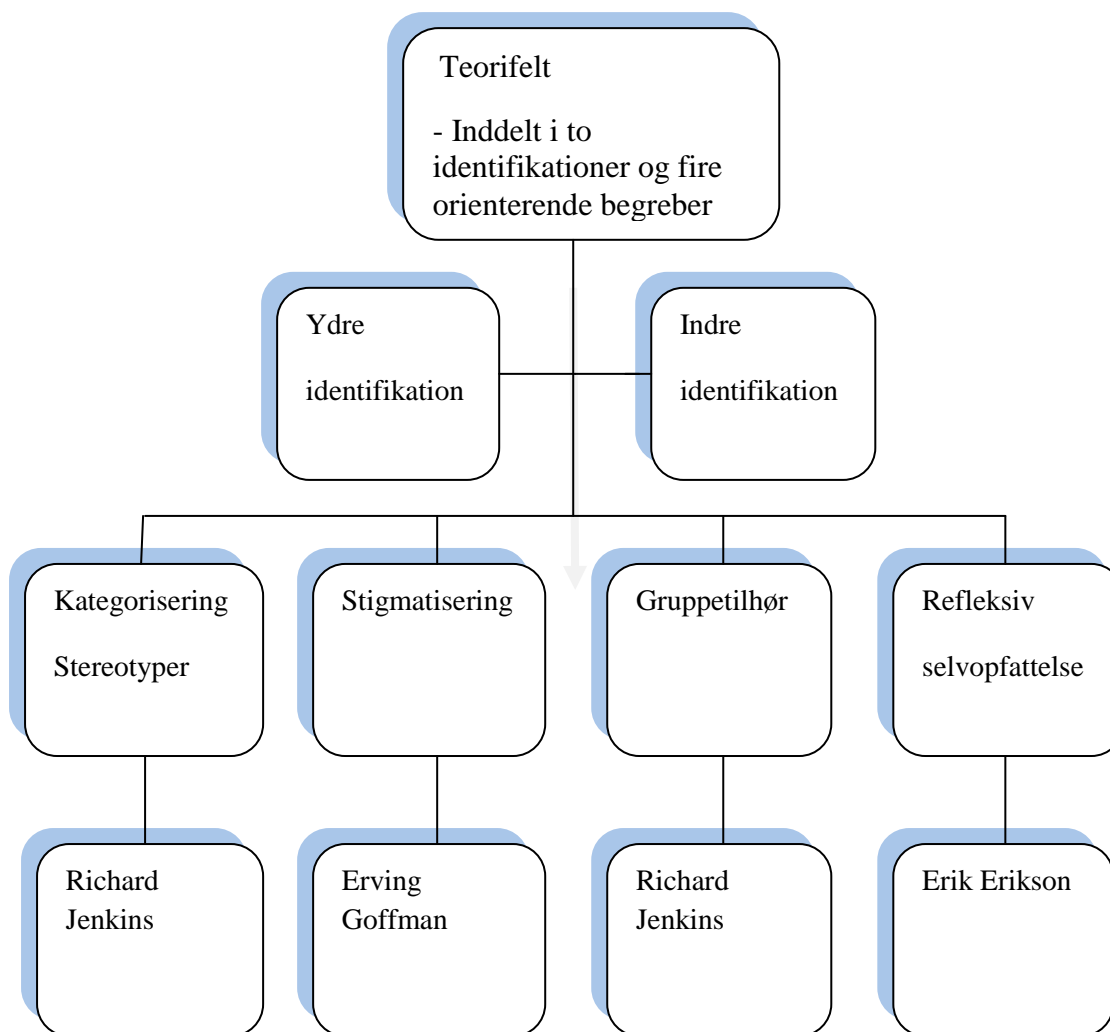 Teorifelt
- Inddelt i to
identifikationer og fire
orienterende begreber
Ydre
identifikation
Indre
identifikation
Kategorisering
Stereotyper
Stigmatisering
Gruppetilhør
Refleksiv
selvopfattelse
Richard
Jenkins
Erving
Goffman
Richard
Jenkins
Erik Erikson